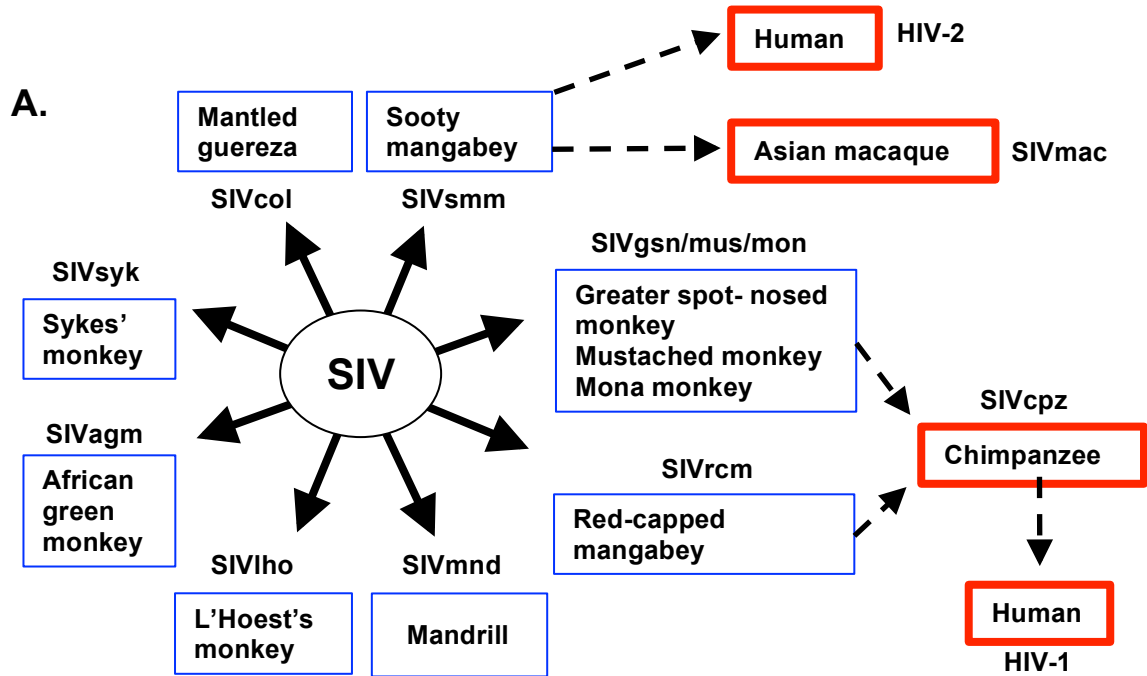 A.
Human
HIV-2
Mantled
guereza
Sooty
mangabey
Asian macaque
SIVmac
SIVcol
SIVsmm
SIVgsn/mus/mon
SIVsyk
Sykes'
monkey
Greater spot- nosed
monkey
Mustached monkey
Mona monkey
SIV
SIVcpz
Chimpanzee
SIVagm
African
green
monkey
SIVrcm
Red-capped
mangabey
SIVlho
L'Hoest's
monkey
SIVmnd
Mandrill
Human
HIV-1